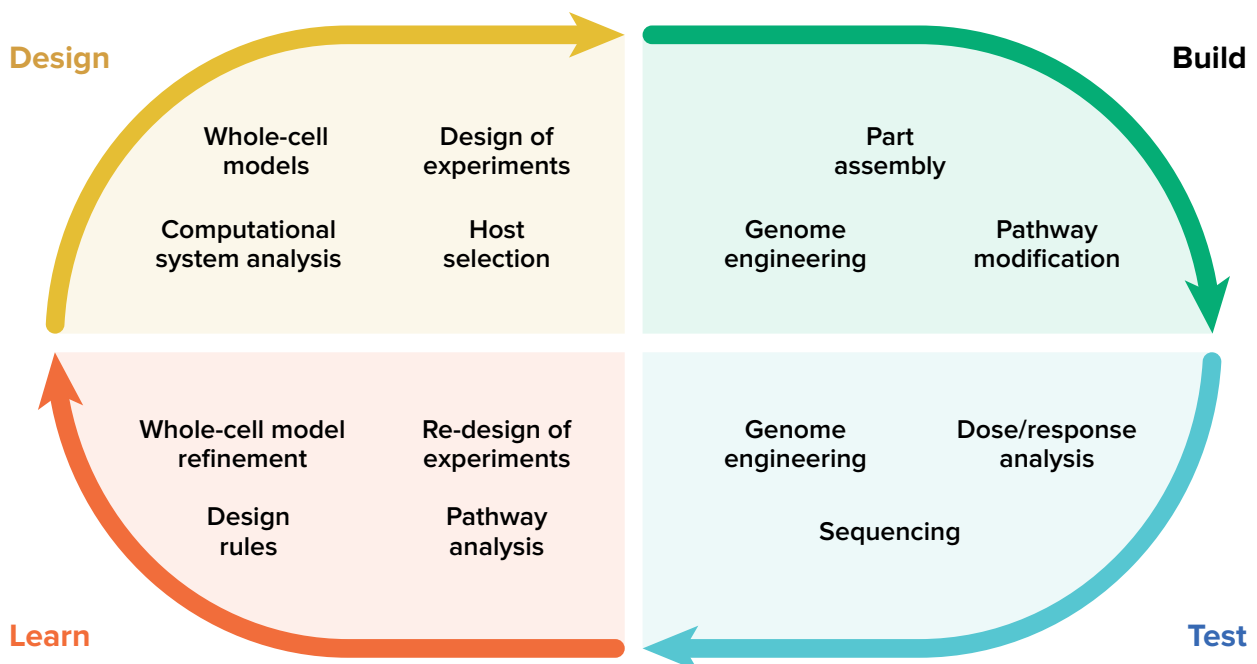 Design
Build
Whole-cell
models
Design of
experiments
Computational
system analysis
Host
selection
Part
assembly
Genome
engineering
Pathway
modification
Whole-cell model
refinement
Re-design of
experiments
Design
rules
Pathway
analysis
Genome
engineering
Dose/response
analysis
Sequencing
Learn
Test